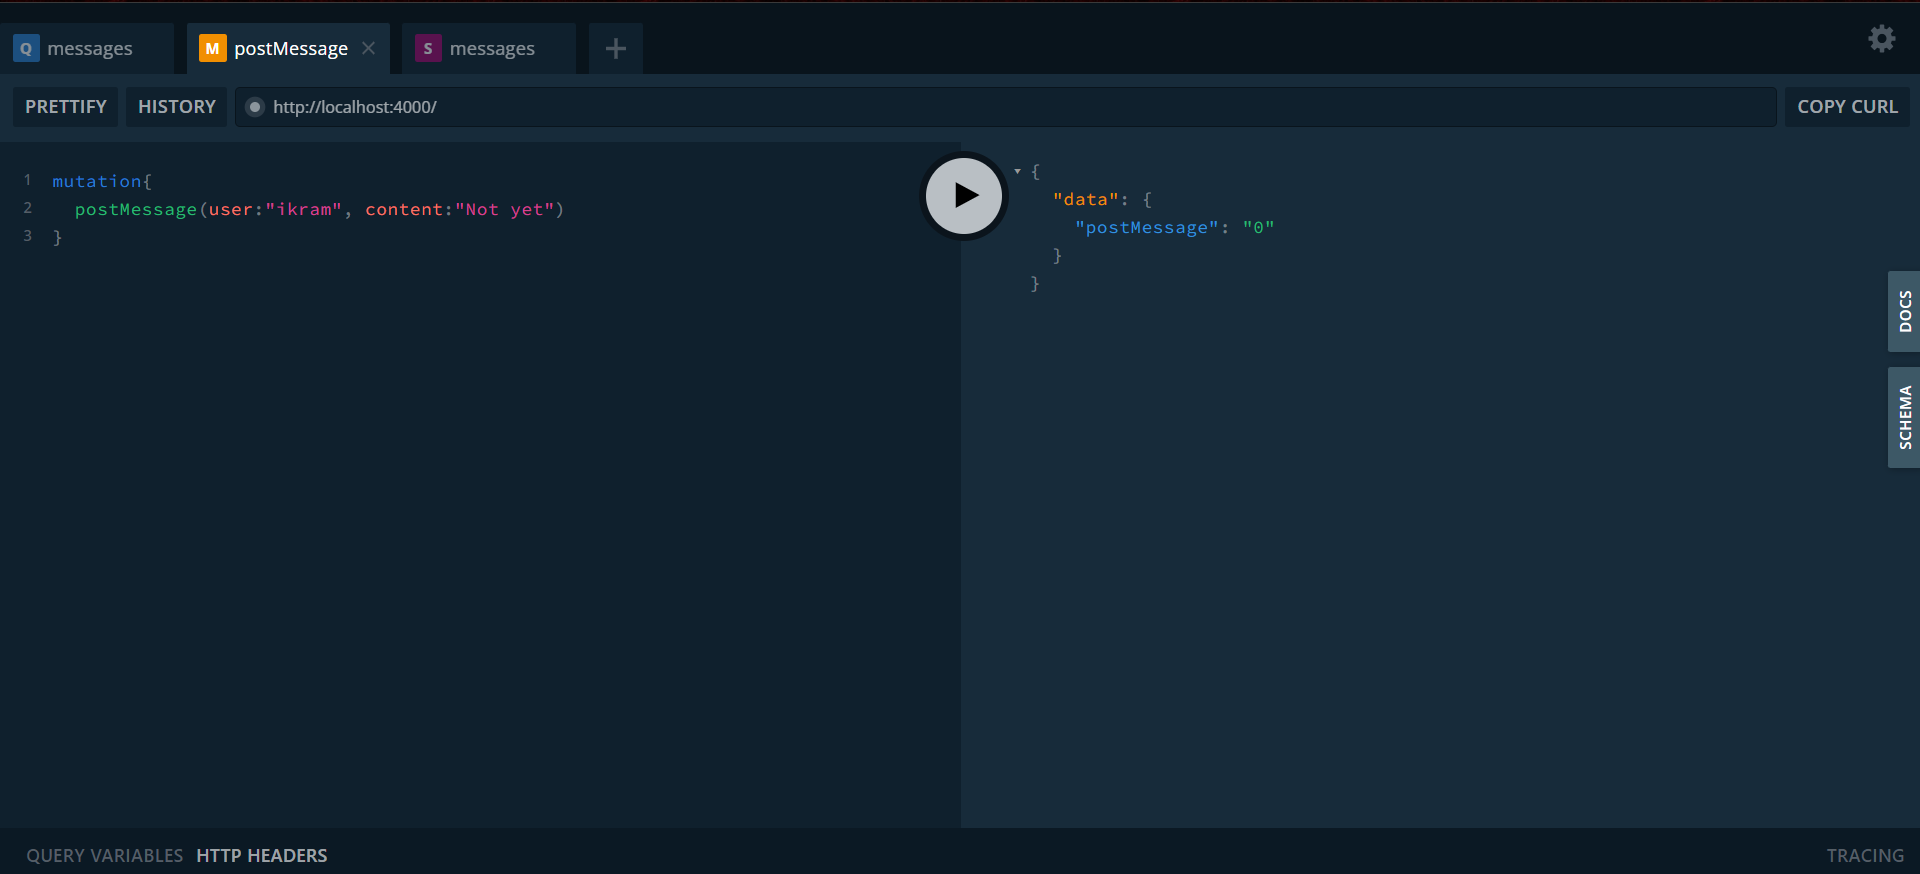 Q messages M postMessage S messages
PRETTIFY HISTORY http://localhost:4000/ COPY CURL
1 mutation{
2 postMessage(user:"ikram", content:"Not yet")
3 }
{
"data": {
"postMessage": "0"
}
}
DOCS
SCHEMA
QUERY VARIABLES HTTP HEADERS TRACING